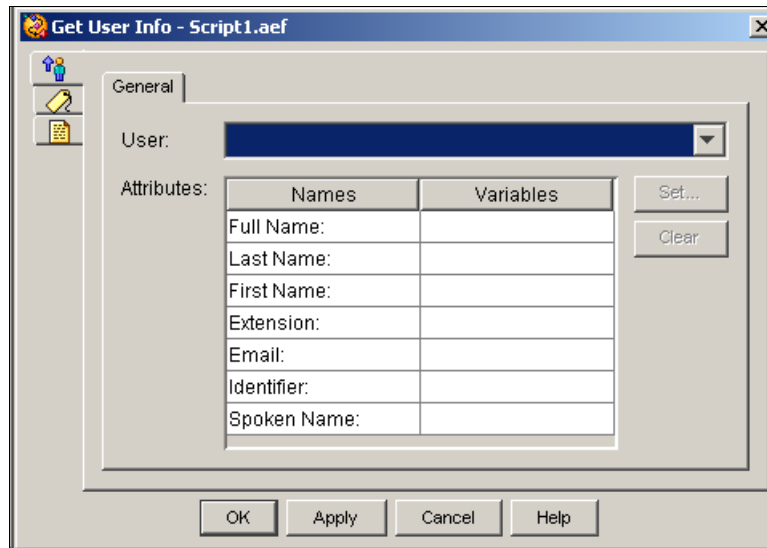 Get User Info - Script1.aef
General
User:
Attributes:
Names Variables
Set...
Full Name:
Clear
Last Name:
First Name:
Extension:
Email:
Identifier:
Spoken Name:
OK Apply Cancel Help